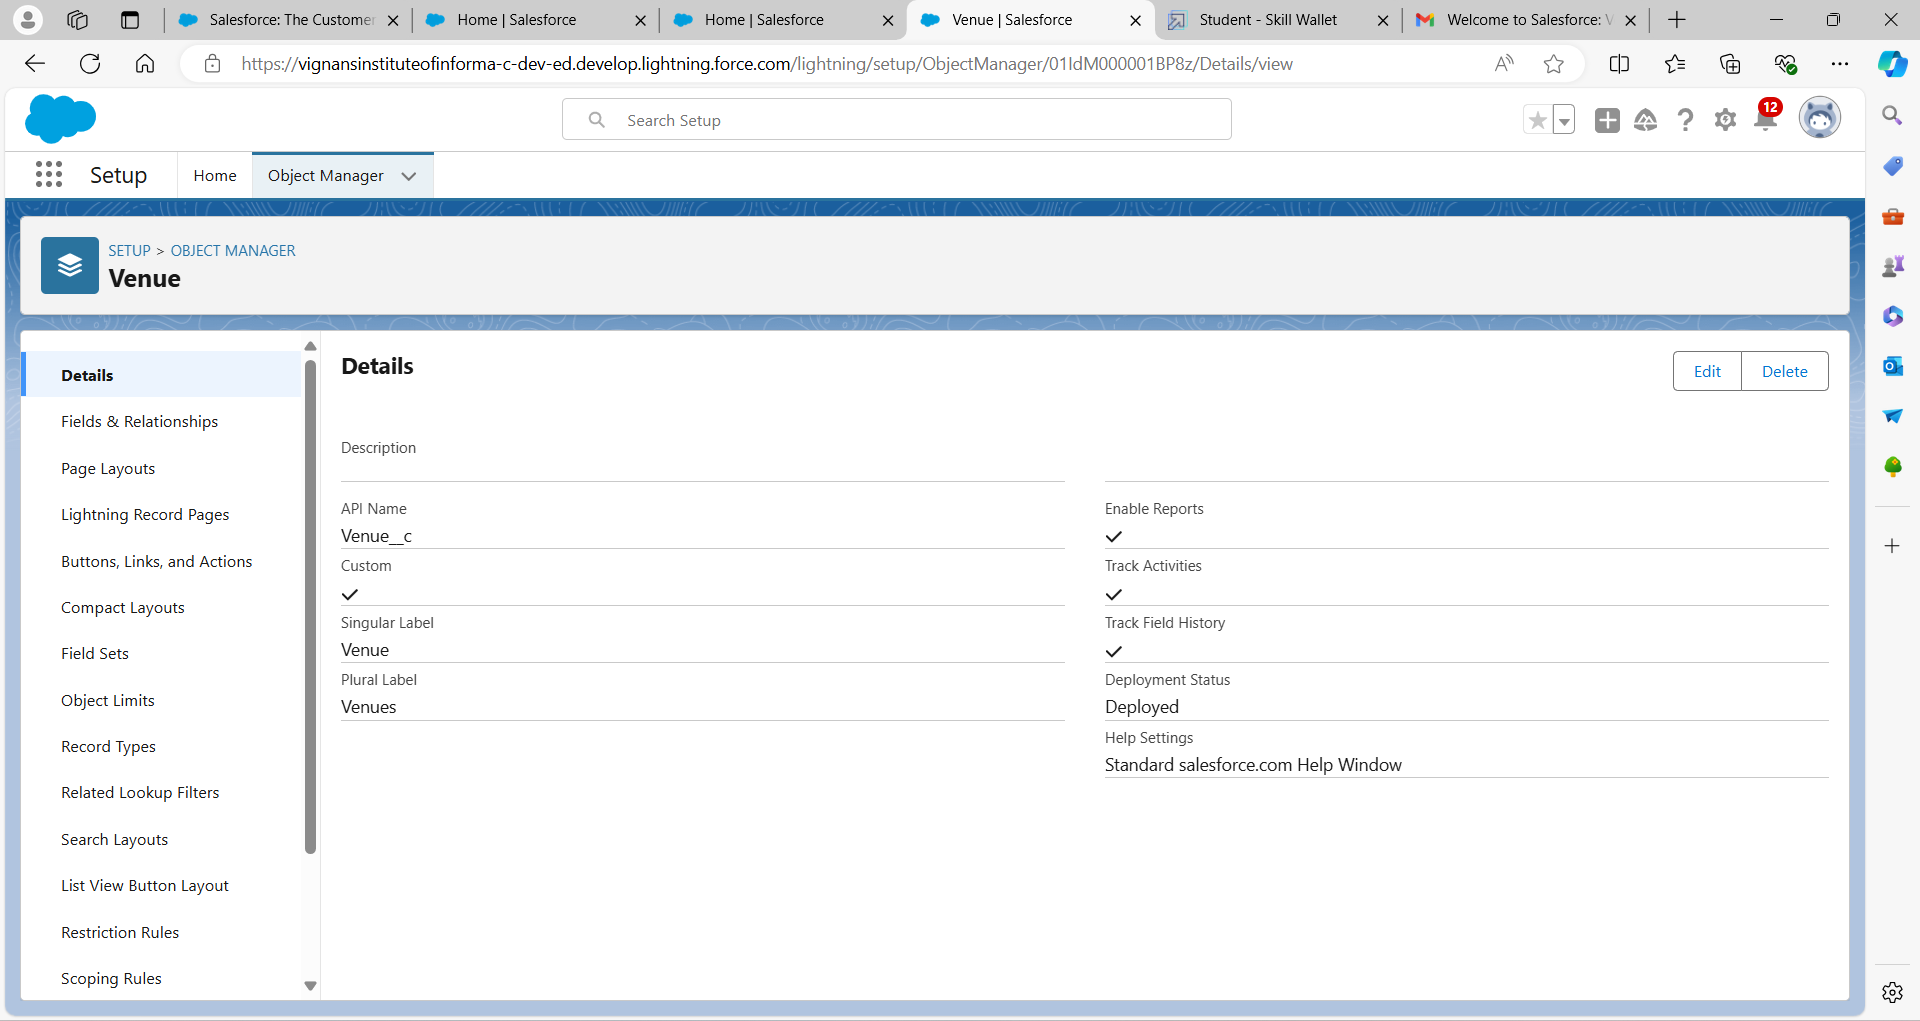 Salesforce: The Customer
Home | Salesforce
Home | Salesforce
Venue | Salesforce
Student - Skill Wallet
Welcome to Salesforce: V
https://vignansinstituteofinforma-c-dev-ed.develop.lightning.force.com/lightning/setup/ObjectManager/01IdM000001BP8z/Details/view
Search Setup
12
Setup
Home
Object Manager
SETUP > OBJECT MANAGER
Venue
Details
Fields & Relationships
Page Layouts
Lightning Record Pages
Buttons, Links, and Actions
Compact Layouts
Field Sets
Object Limits
Record Types
Related Lookup Filters
Search Layouts
List View Button Layout
Restriction Rules
Scoping Rules
Details
Edit
Delete
Description
API Name
Venue__c
Custom
Singular Label
Venue
Plural Label
Venues
Enable Reports
Track Activities
Track Field History
Deployment Status
Deployed
Help Settings
Standard salesforce.com Help Window